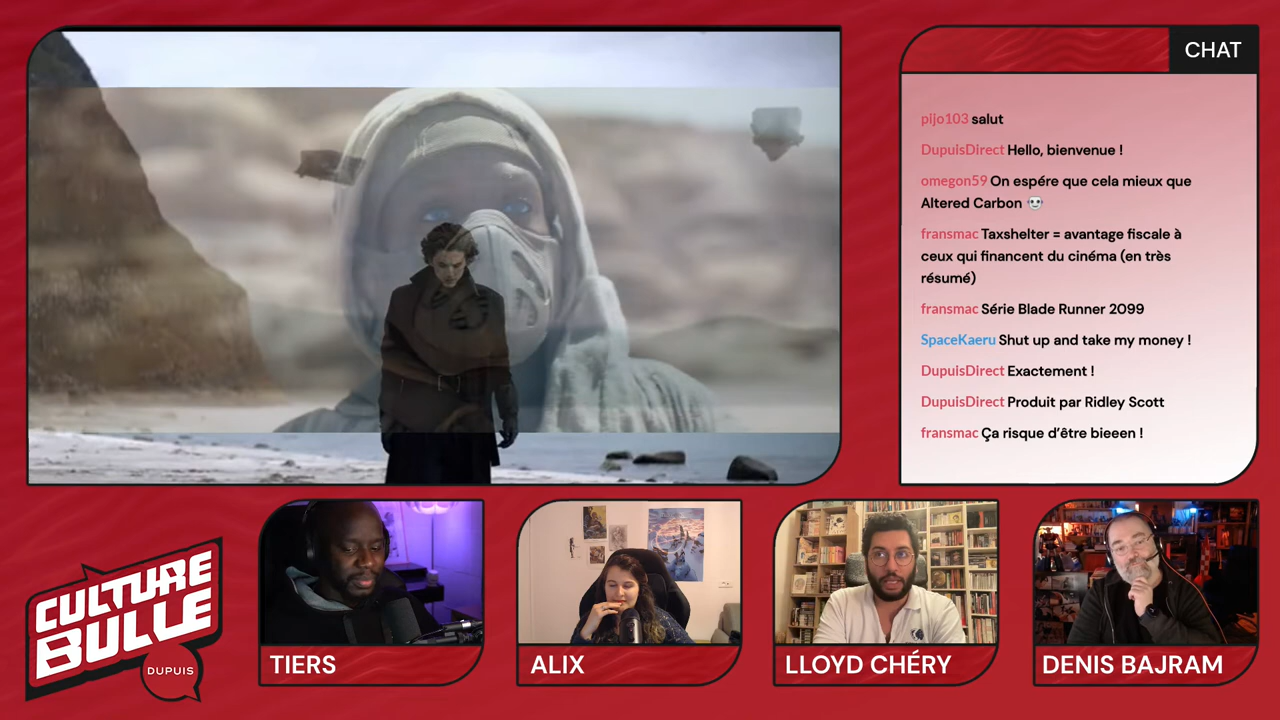 CHAT
pijo103 salut
DupuisDirect Hello, bienvenue !
omegon59 On espére que cela mieux que
Altered Carbon
fransmac Taxshelter = avantage fiscale à
ceux qui financent du cinéma (en très
résumé)
fransmac Série Blade Runner 2099
SpaceKaeru Shut up and take my money !
DupuisDirect Exactement !
DupuisDirect Produit par Ridley Scott
fransmac Ça risque d'être bieeen !
CULTURE
BULLE
DUPUIS
TIERS
ALIX
LLOYD CHÉRY
DENIS BAJRAM